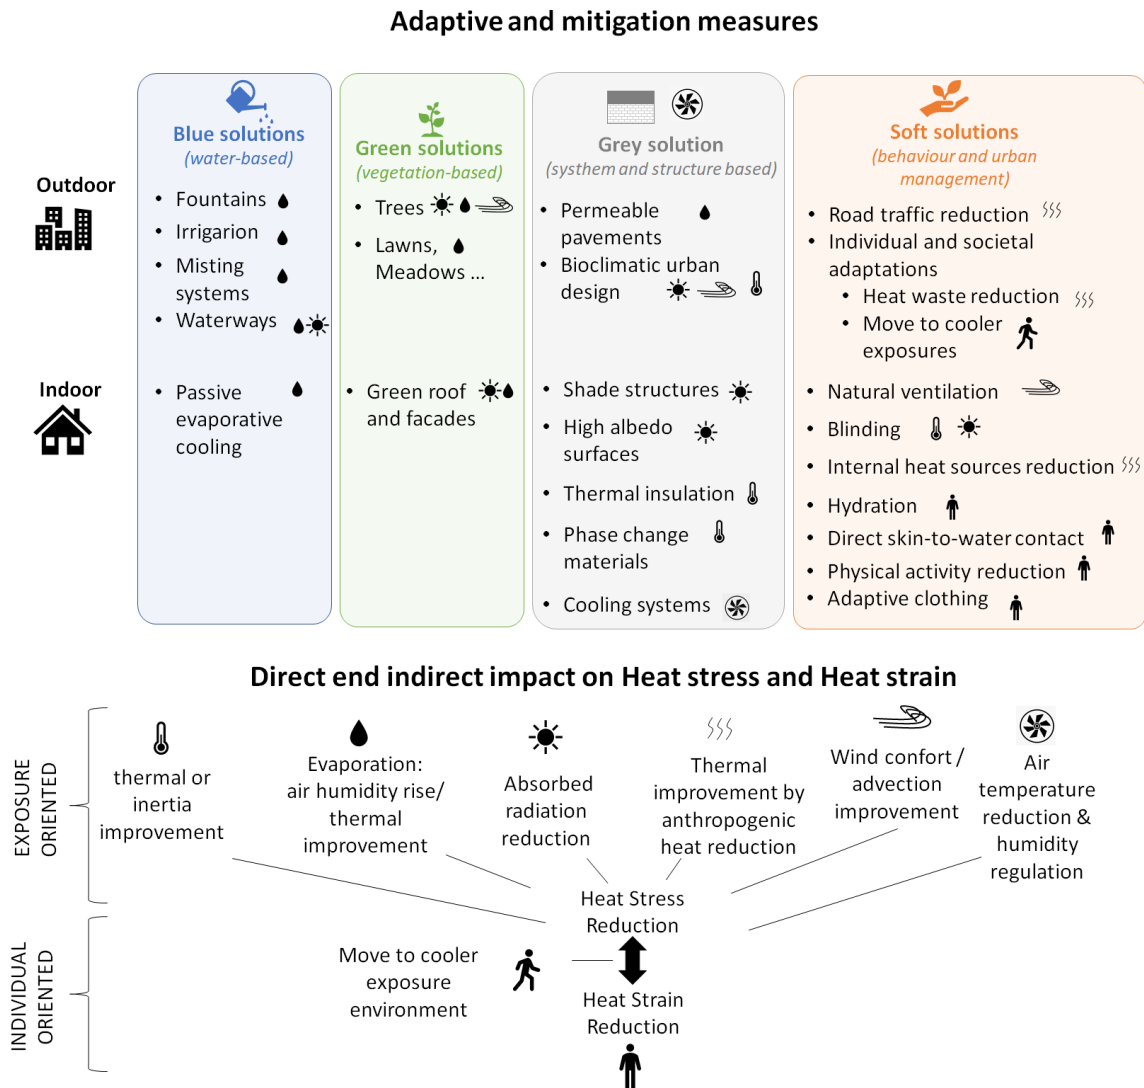 Adaptive and mitigation measures
Blue solutions
(water-based)
Green solutions
(vegetation-based)
Grey solution
(systhem and structure based)
Soft solutions
(behaviour and urban
management)
Outdoor
• Fountains
• Irrigarion
• Misting
systems
• Waterways
• Trees
• Lawns,
Meadows ...
• Permeable
pavements
• Bioclimatic urban
design
• Road traffic reduction
• Individual and societal
adaptations
• Heat waste reduction
• Move to cooler
exposures
Indoor
• Passive
evaporative
cooling
• Green roof
and facades
• Shade structures
• High albedo
surfaces
• Thermal insulation
• Phase change
materials
• Cooling systems
• Natural ventilation
• Blinding
• Internal heat sources reduction
• Hydration
• Direct skin-to-water contact
• Physical activity reduction
• Adaptive clothing
Direct end indirect impact on Heat stress and Heat strain
EXPOSURE
ORIENTED
thermal or
inertia
improvement
Evaporation:
air humidity rise/
thermal
improvement
Absorbed
radiation
reduction
Thermal
improvement by
anthropogenic
heat reduction
Wind confort /
advection
improvement
Air
temperature
reduction &
humidity
regulation
Heat Stress
Reduction
INDIVIDUAL
ORIENTED
Move to cooler
exposure
environment
Heat Strain
Reduction